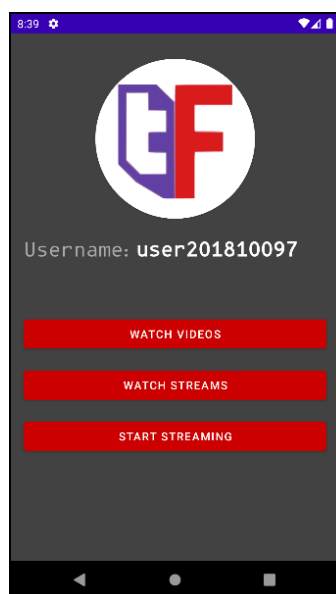 8:39
Username: user201810097
WATCH VIDEOS
WATCH STREAMS
START STREAMING